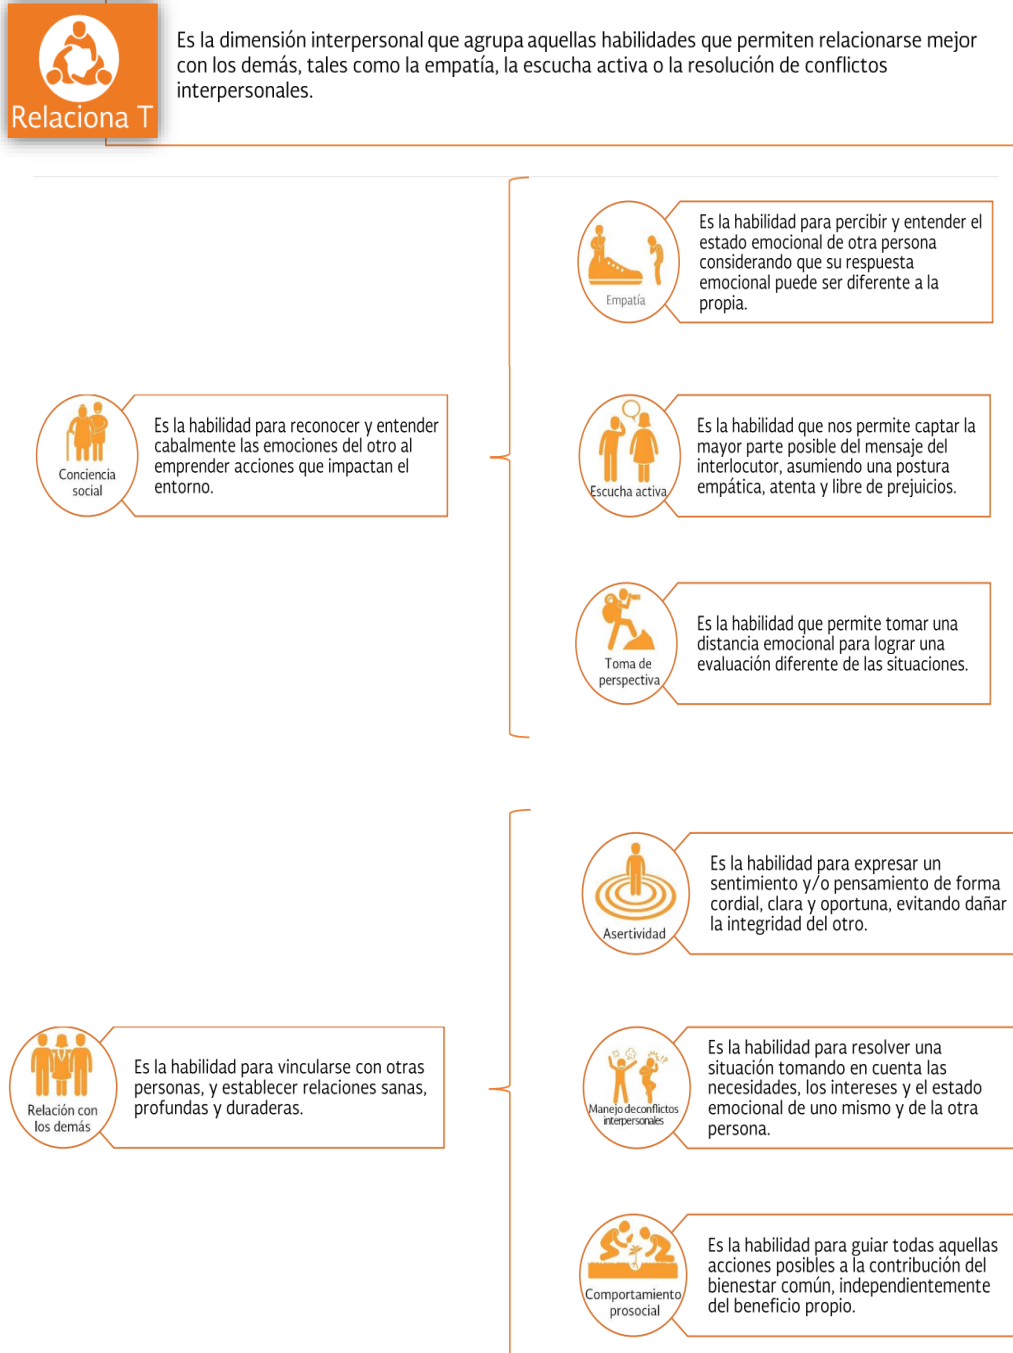 Relaciona T
Es la dimensión interpersonal que agrupa aquellas habilidades que permiten relacionarse mejor
con los demás, tales como la empatía, la escucha activa o la resolución de conflictos
interpersonales.
Conciencia
social
Es la habilidad para reconocer y entender
cabalmente las emociones del otro al
emprender acciones que impactan el
entorno.
Empatía
Es la habilidad para percibir y entender el
estado emocional de otra persona
considerando que su respuesta
emocional puede ser diferente a la
propia.
Escucha activa
Es la habilidad que nos permite captar la
mayor parte posible del mensaje del
interlocutor, asumiendo una postura
empática, atenta y libre de prejuicios.
Toma de
perspectiva
Es la habilidad que permite tomar una
distancia emocional para lograr una
evaluación diferente de las situaciones.
Relación con
los demás
Es la habilidad para vincularse con otras
personas, y establecer relaciones sanas,
profundas y duraderas.
Asertividad
Es la habilidad para expresar un
sentimiento y/o pensamiento de forma
cordial, clara y oportuna, evitando dañar
la integridad del otro.
Manejo de conflictos
interpersonales
Es la habilidad para resolver una
situación tomando en cuenta las
necesidades, los intereses y el estado
emocional de uno mismo y de la otra
persona.
Comportamiento
prosocial
Es la habilidad para guiar todas aquellas
acciones posibles a la contribución del
bienestar común, independientemente
del beneficio propio.